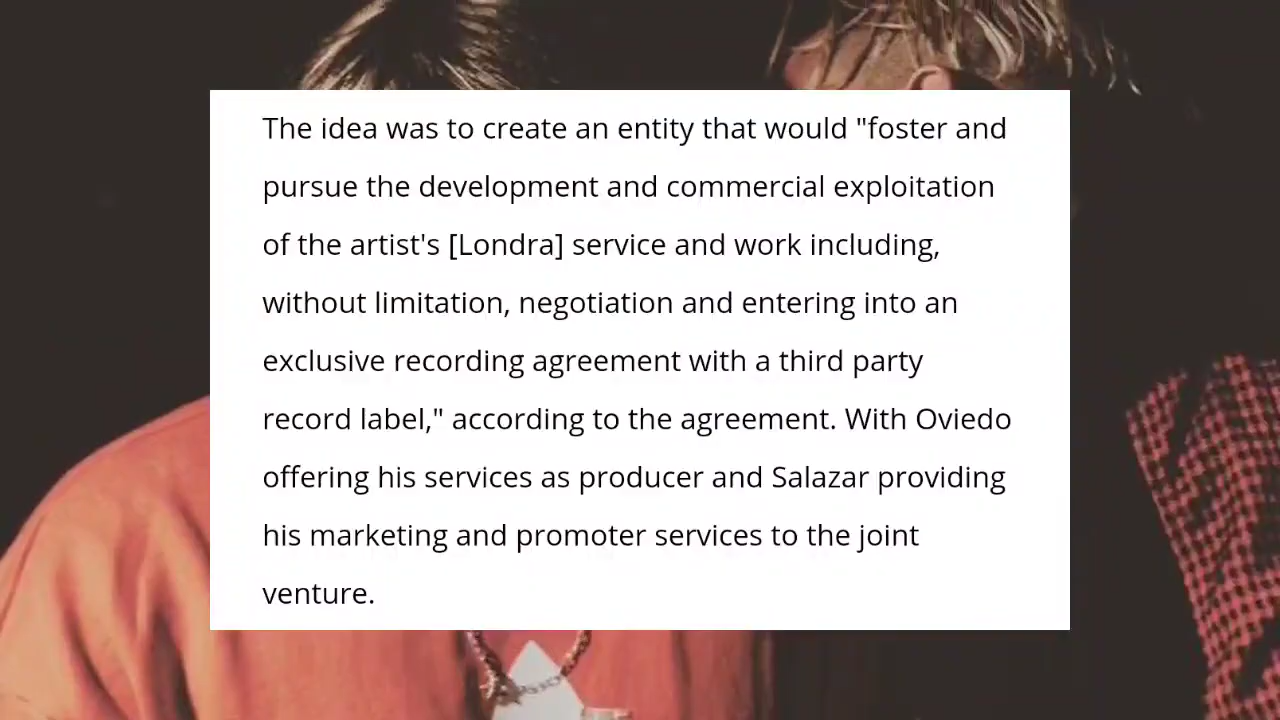 The idea was to create an entity that would "foster and
pursue the development and commercial exploitation
of the artist's [Londra] service and work including,
without limitation, negotiation and entering into an
exclusive recording agreement with a third party
record label," according to the agreement. With Oviedo
offering his services as producer and Salazar providing
his marketing and promoter services to the joint
venture.